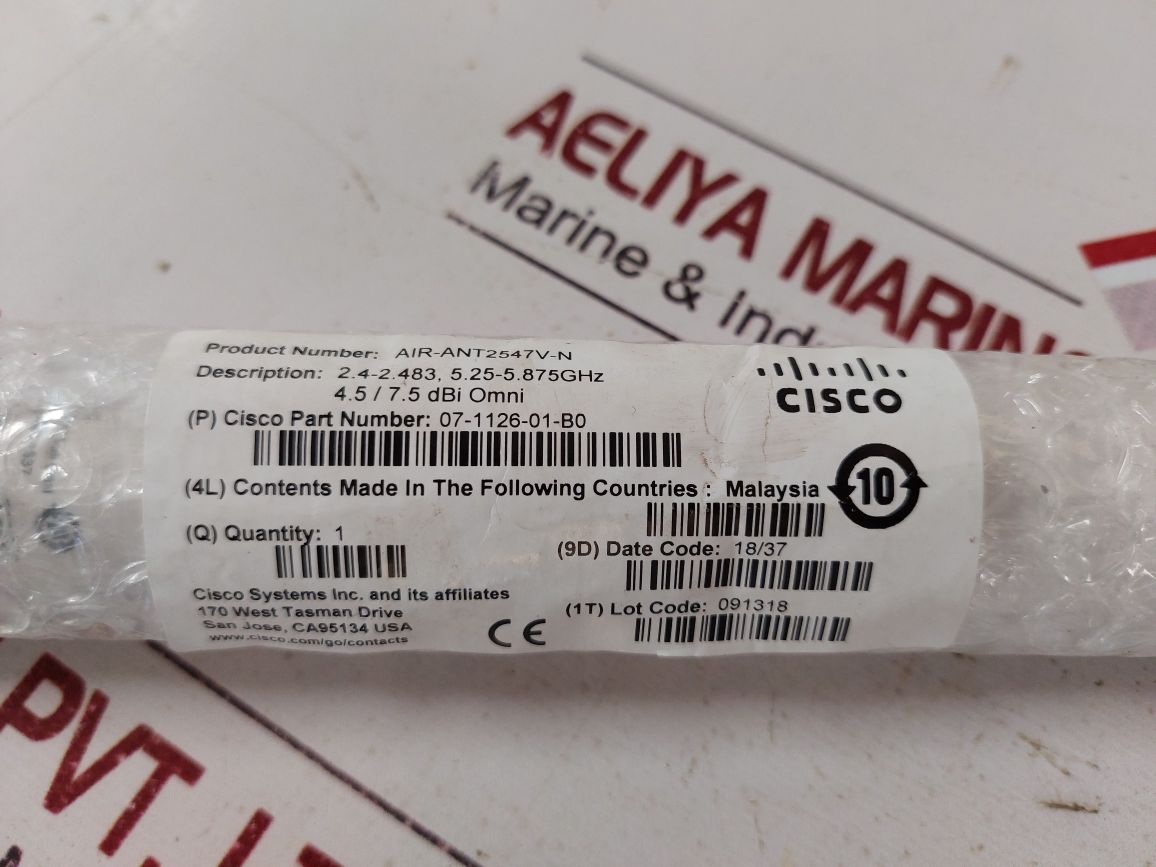 AELIYA MARIN
Marine &
Product Number: AIR-ANT2547V-N
Description: 2.4-2.483, 5.25-5.875GHz
4.5 / 7.5 dBi Omni
CISCO
(P) Cisco Part Number: 07-1126-01-B0
(4L) Contents Made In The Following Countries : Malaysia
10
(Q) Quantity: 1
(9D) Date Code: 18/37
Cisco Systems Inc. and its affiliates
170 West Tasman Drive
San Jose, CA95134 USA
www.cisco.com/go/contacts
CE
(1T) Lot Code: 091318
PVT.